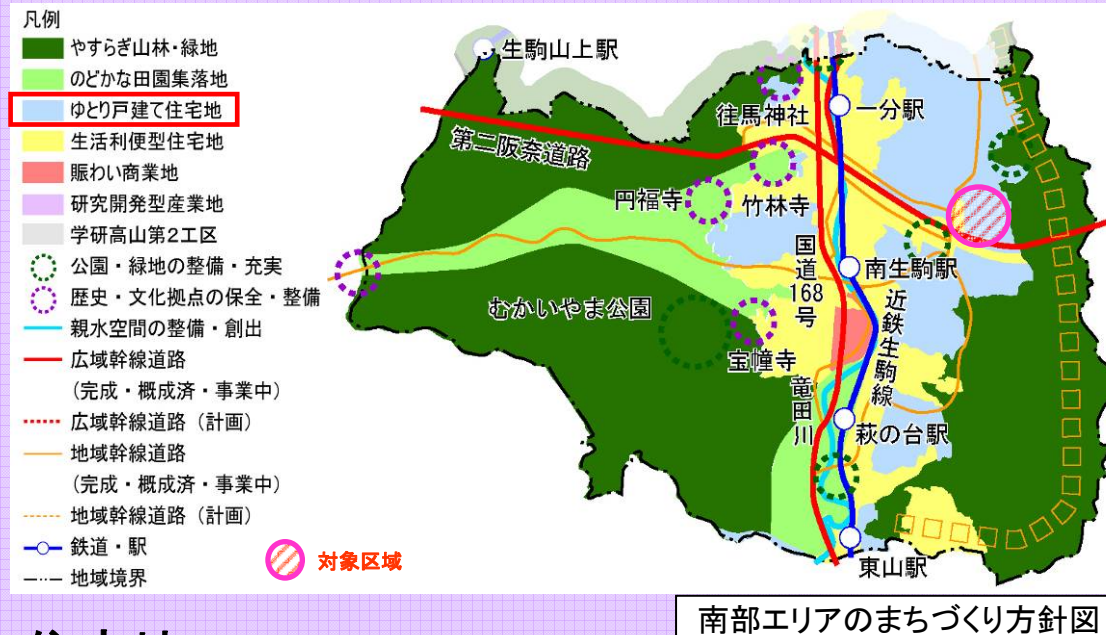 凡例
やすらぎ山林・緑地
のどかな田園集落地
ゆとり戸建て住宅地
生活利便型住宅地
賑わい商業地
研究開発型産業地
学研高山第2工区
公園・緑地の整備・充実
歴史・文化拠点の保全・整備
親水空間の整備・創出
広域幹線道路
(完成・概成済・事業中)
広域幹線道路（計画）
地域幹線道路
(完成・概成済・事業中)
地域幹線道路（計画）
鉄道・駅
地域境界
対象区域
生駒山上駅
往馬神社
一分駅
第二阪奈道路
円福寺
竹林寺
国道168号
南生駒駅
近鉄生駒線
むかいやま公園
宝幢寺
竜田川
萩の台駅
東山駅
南部エリアのまちづくり方針図